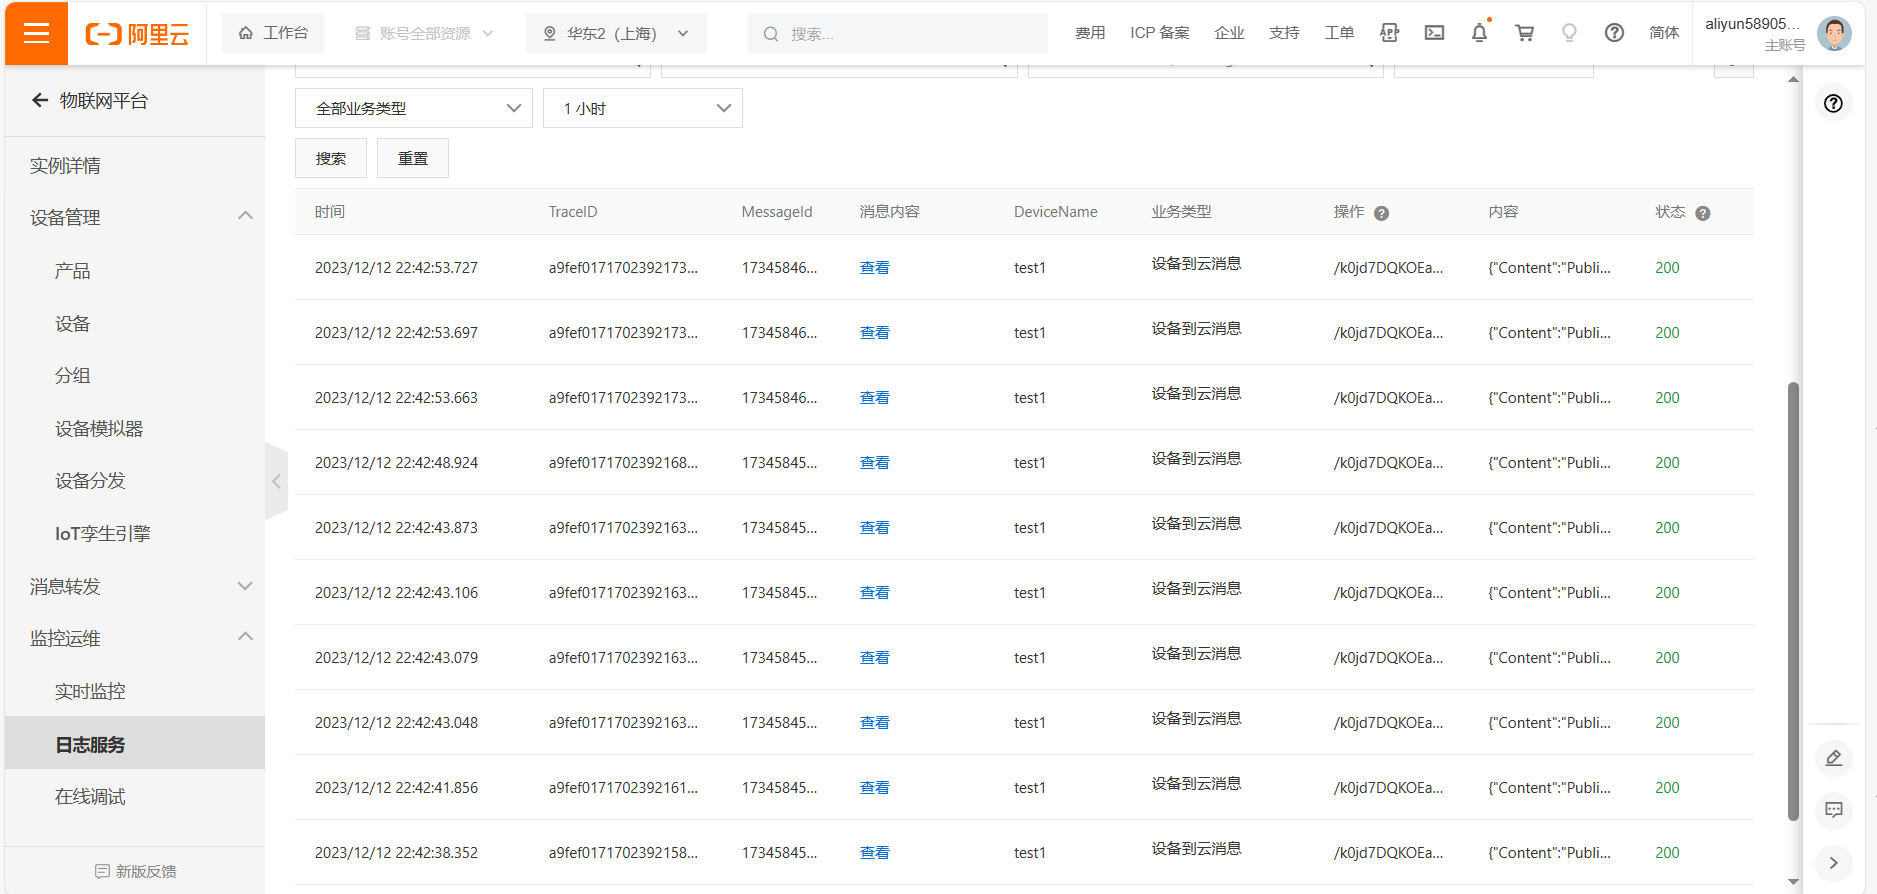 阿里云
工作台
账号全部资源
华东2（上海）
搜索...
费用
ICP 备案
企业
支持
工单
APP
简体
aliyun58905...
主账号
物联网平台
实例详情
设备管理
产品
设备
分组
设备模拟器
设备分发
IoT孪生引擎
消息转发
监控运维
实时监控
日志服务
在线调试
新版反馈
全部业务类型
1 小时
搜索
重置
时间 TraceID MessageId 消息内容 DeviceName 业务类型 操作 内容 状态
2023/12/12 22:42:53.727 a9fef0171702392173... 17345846... 查看 test1 设备到云消息 /k0jd7DQKOEa... {"Content":"Publi... 200
2023/12/12 22:42:53.697 a9fef0171702392173... 17345846... 查看 test1 设备到云消息 /k0jd7DQKOEa... {"Content":"Publi... 200
2023/12/12 22:42:53.663 a9fef0171702392173... 17345846... 查看 test1 设备到云消息 /k0jd7DQKOEa... {"Content":"Publi... 200
2023/12/12 22:42:48.924 a9fef0171702392168... 17345845... 查看 test1 设备到云消息 /k0jd7DQKOEa... {"Content":"Publi... 200
2023/12/12 22:42:43.873 a9fef0171702392163... 17345845... 查看 test1 设备到云消息 /k0jd7DQKOEa... {"Content":"Publi... 200
2023/12/12 22:42:43.106 a9fef0171702392163... 17345845... 查看 test1 设备到云消息 /k0jd7DQKOEa... {"Content":"Publi... 200
2023/12/12 22:42:43.079 a9fef0171702392163... 17345845... 查看 test1 设备到云消息 /k0jd7DQKOEa... {"Content":"Publi... 200
2023/12/12 22:42:43.048 a9fef0171702392163... 17345845... 查看 test1 设备到云消息 /k0jd7DQKOEa... {"Content":"Publi... 200
2023/12/12 22:42:41.856 a9fef0171702392161... 17345845... 查看 test1 设备到云消息 /k0jd7DQKOEa... {"Content":"Publi... 200
2023/12/12 22:42:38.352 a9fef0171702392158... 17345845... 查看 test1 设备到云消息 /k0jd7DQKOEa... {"Content":"Publi... 200